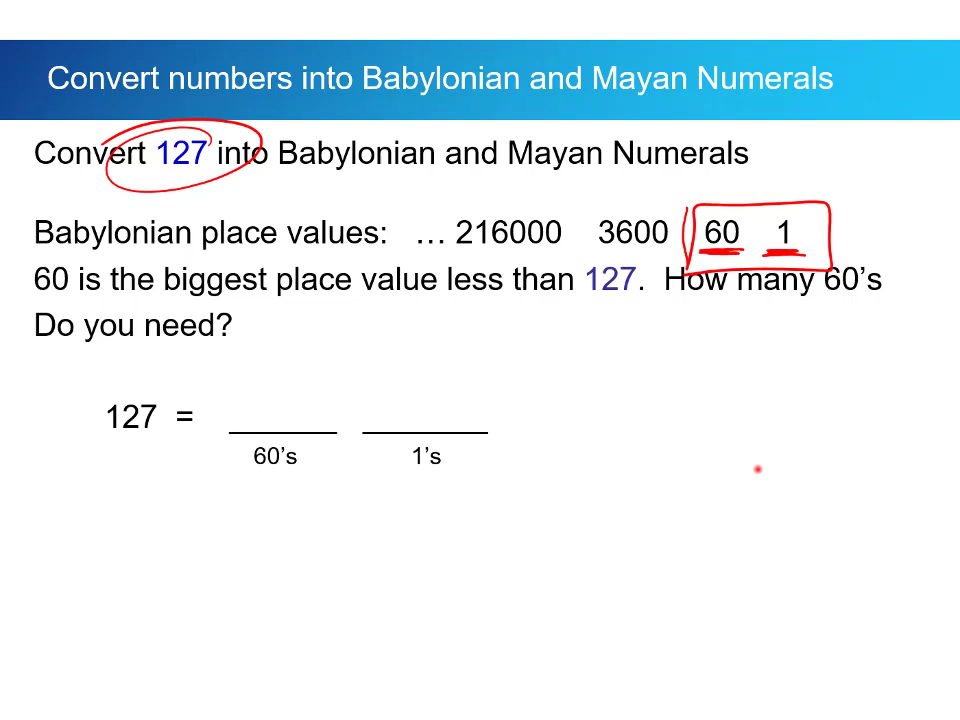 Convert numbers into Babylonian and Mayan Numerals
Convert 127 into Babylonian and Mayan Numerals
Babylonian place values: … 216000 3600 60 1
60 is the biggest place value less than 127. How many 60’s
Do you need?
127 = ______ _______
60’s 1’s